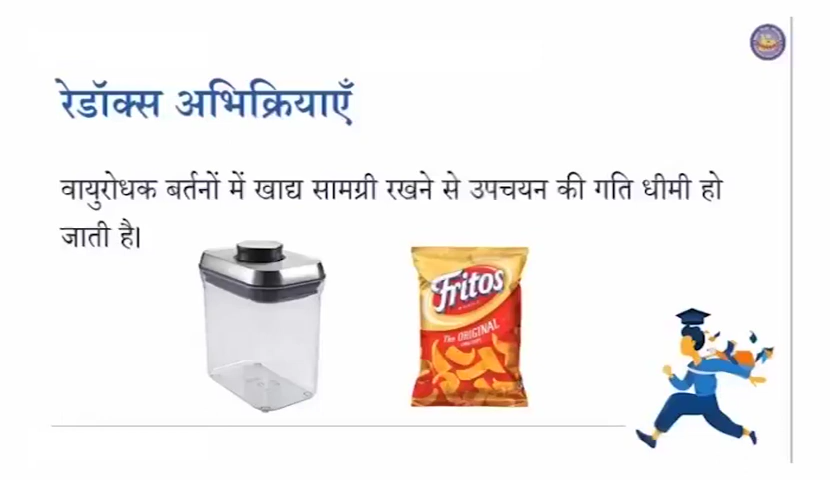 रेडॉक्स अभिक्रियाएँ
वायुरोधक बर्तनों में खाद्य सामग्री रखने से उपचयन की गति धीमी हो
जाती है।
Fritos
The ORIGINAL